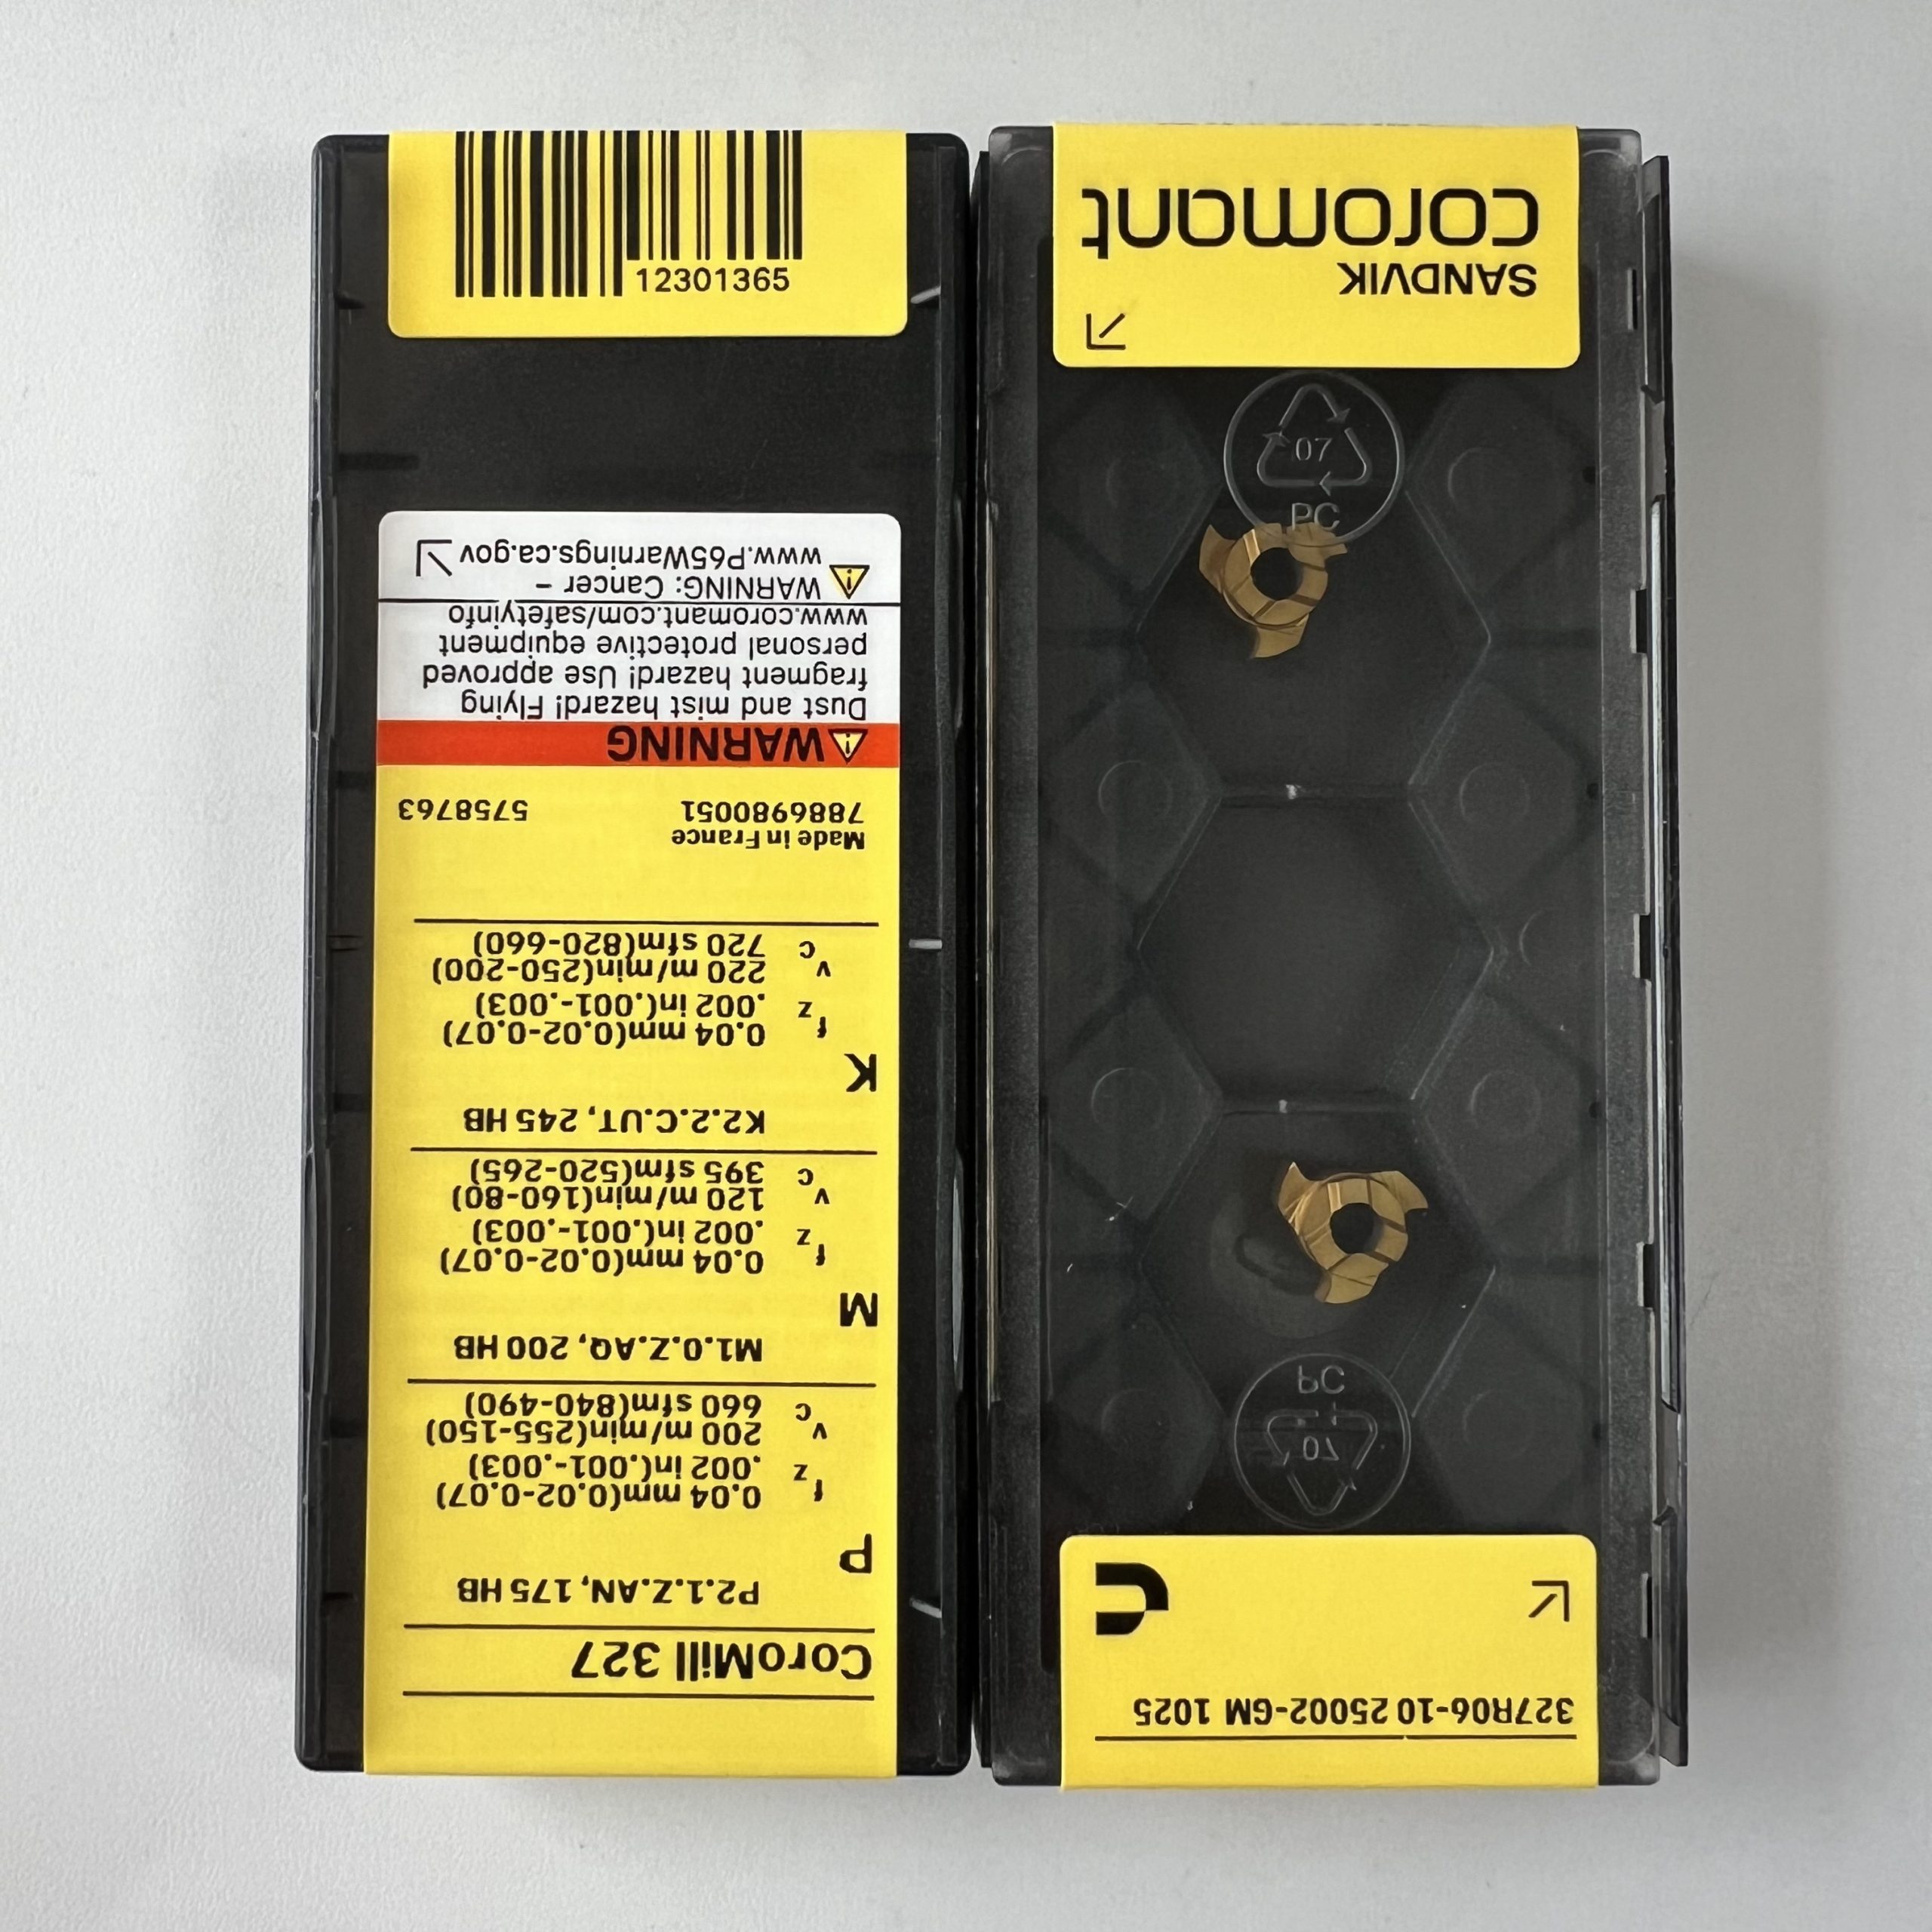 12301365
CoroMill 327
P2.1.Z.AN, 175 HB
P
fz 0.04 mm(0.02-0.07)
.002 in(.001-.003)
vc 200 m/min(255-150)
660 sfm(840-490)
M1.0.Z.AQ, 200 HB
M
fz 0.04 mm(0.02-0.07)
.002 in(.001-.003)
vc 120 m/min(160-80)
395 sfm(520-265)
K2.2.C.UT, 245 HB
K
fz 0.04 mm(0.02-0.07)
.002 in(.001-.003)
vc 220 m/min(250-200)
720 sfm(820-660)
Made in France
7886980051 5758763
WARNING
Dust and mist hazard! Flying
fragment hazard! Use approved
personal protective equipment
www.coromant.com/safetyinfo
WARNING: Cancer –
www.P65Warnings.ca.gov
327R06-10 25002-GM 1025
07
PC
07
PC
SANDVIK
coromant